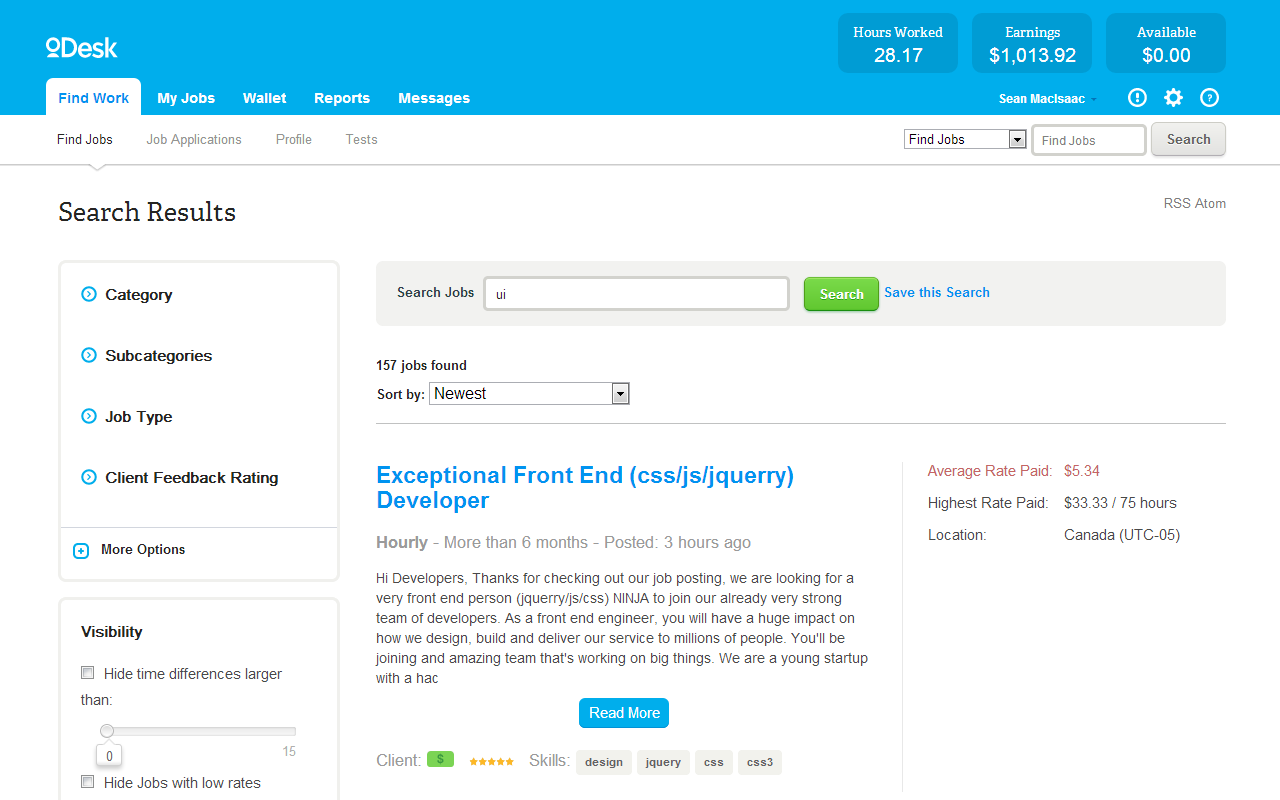 oDesk
Hours Worked
28.17
Earnings
$1,013.92
Available
$0.00
Find Work
My Jobs
Wallet
Reports
Messages
Sean MacIsaac
Find Jobs
Job Applications
Profile
Tests
Find Jobs
Find Jobs
Search
Search Results
RSS Atom
Category
Subcategories
Job Type
Client Feedback Rating
More Options
Visibility
Hide time differences larger
than:
0
15
Hide Jobs with low rates
Search Jobs
ui
Search
Save this Search
157 jobs found
Sort by:
Newest
Exceptional Front End (css/js/jquerry)
Developer
Hourly - More than 6 months - Posted: 3 hours ago
Hi Developers, Thanks for checking out our job posting, we are looking for a
very front end person (jquerry/js/css) NINJA to join our already very strong
team of developers. As a front end engineer, you will have a huge impact on
how we design, build and deliver our service to millions of people. You'll be
joining and amazing team that's working on big things. We are a young startup
with a hac
Read More
Client: $
Skills: design jquery css css3
Average Rate Paid: $5.34
Highest Rate Paid: $33.33 / 75 hours
Location: Canada (UTC-05)